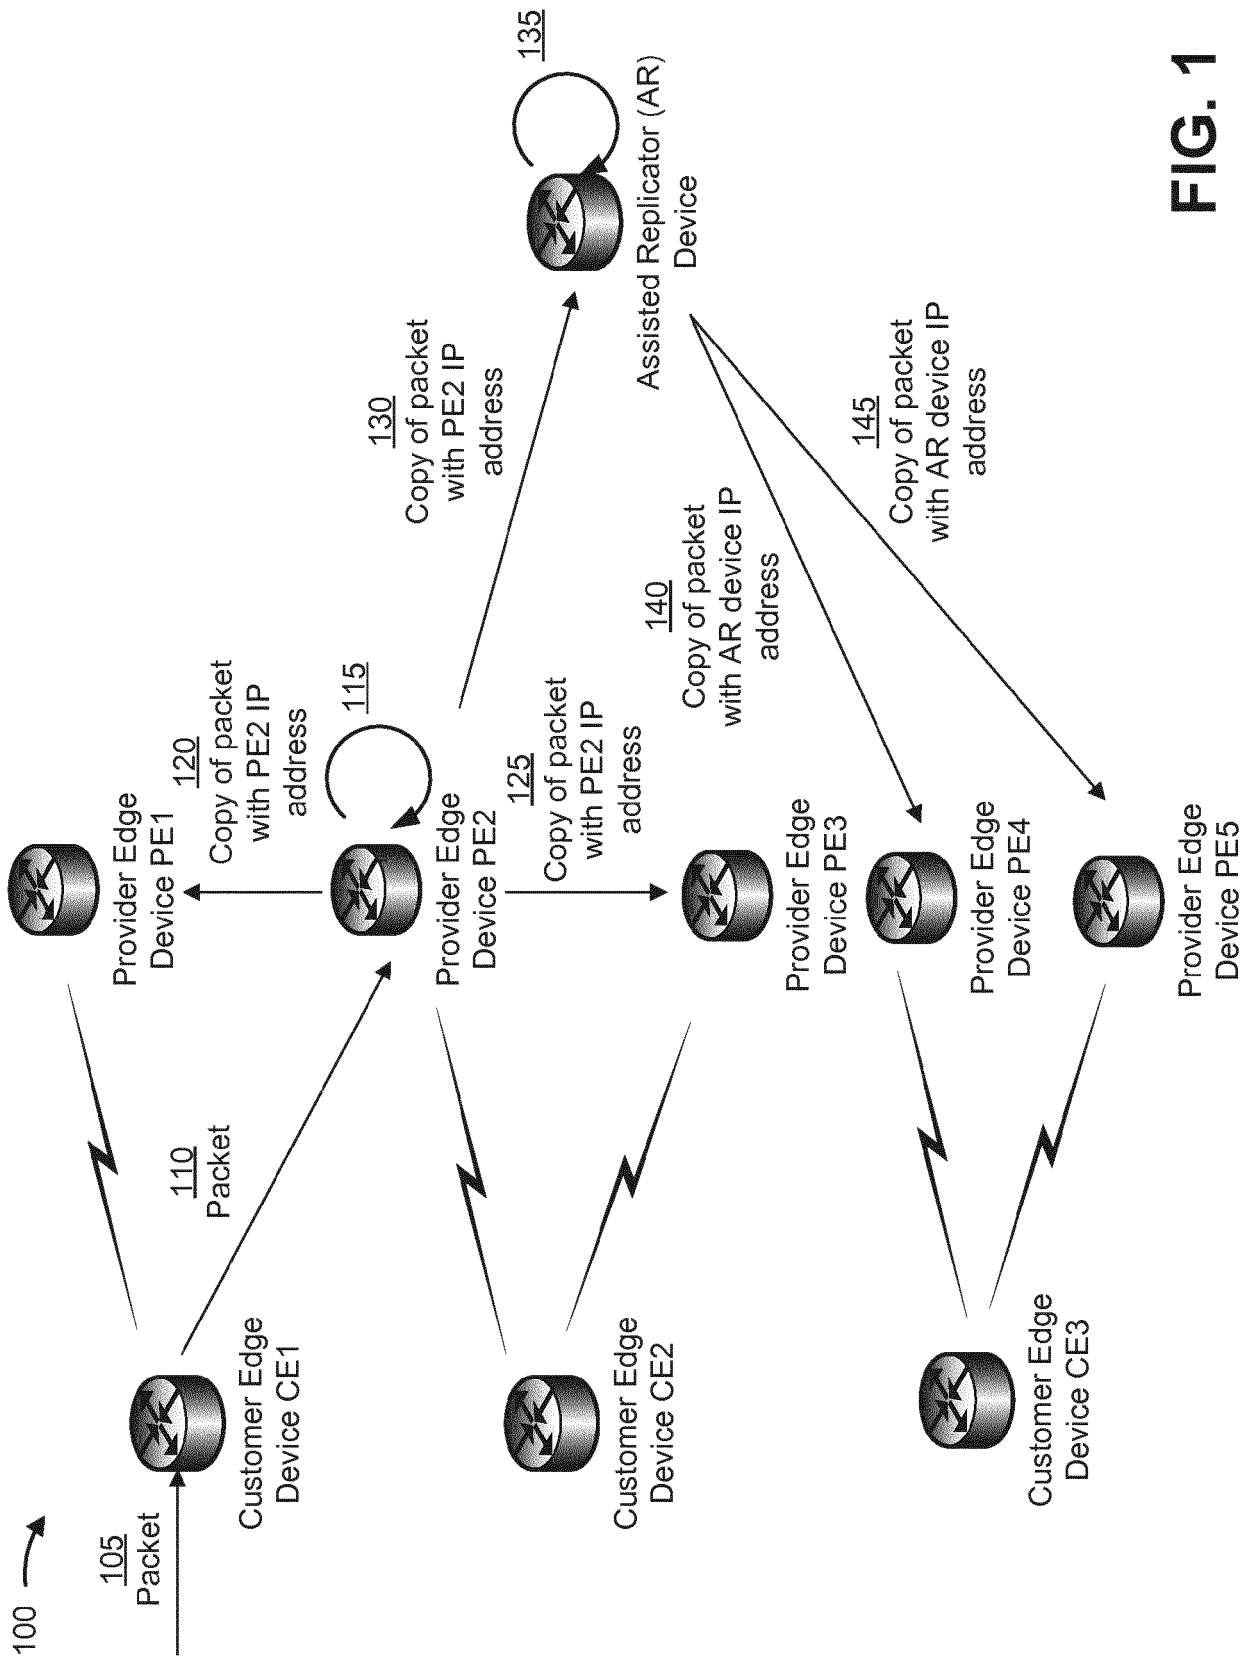 100
105
Packet
Customer Edge
Device CE1
110
Packet
Provider Edge
Device PE1
120
Copy of packet
with PE2 IP
address
115
Provider Edge
Device PE2
125
Copy of packet
with PE2 IP
address
130
Copy of packet
with PE2 IP
address
135
Assisted Replicator (AR)
Device
140
Copy of packet
with AR device IP
address
145
Copy of packet
with AR device IP
address
Customer Edge
Device CE2
Provider Edge
Device PE3
Provider Edge
Device PE4
Customer Edge
Device CE3
Provider Edge
Device PE5
FIG. 1